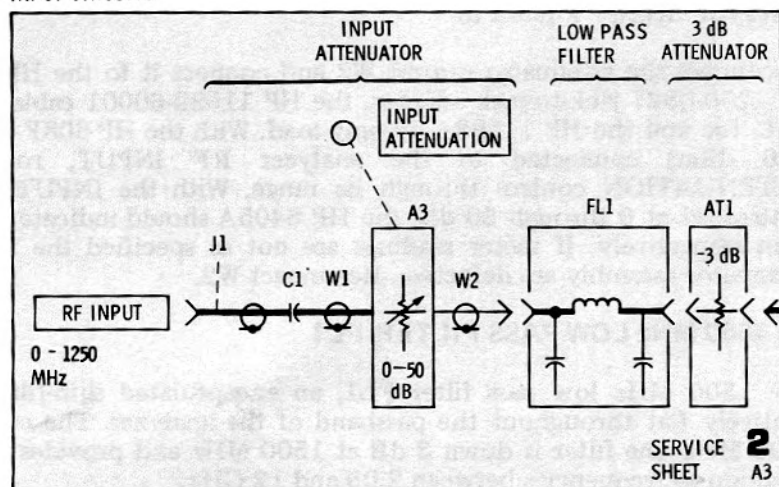 INPUT
ATTENUATOR
LOW PASS
FILTER
3 dB
ATTENUATOR
INPUT
ATTENUATION
J1
C1
W1
A3
W2
FL1
AT1
-3 dB
RF INPUT
0 - 1250
MHz
0-50
dB
SERVICE 2
SHEET A3